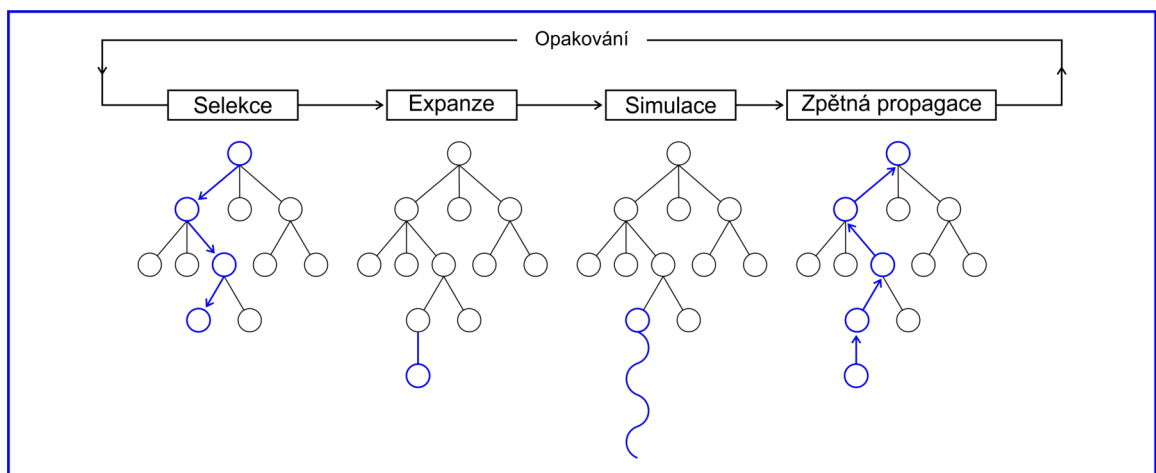 Opakování
Selekce
Expanze
Simulace
Zpětná propagace